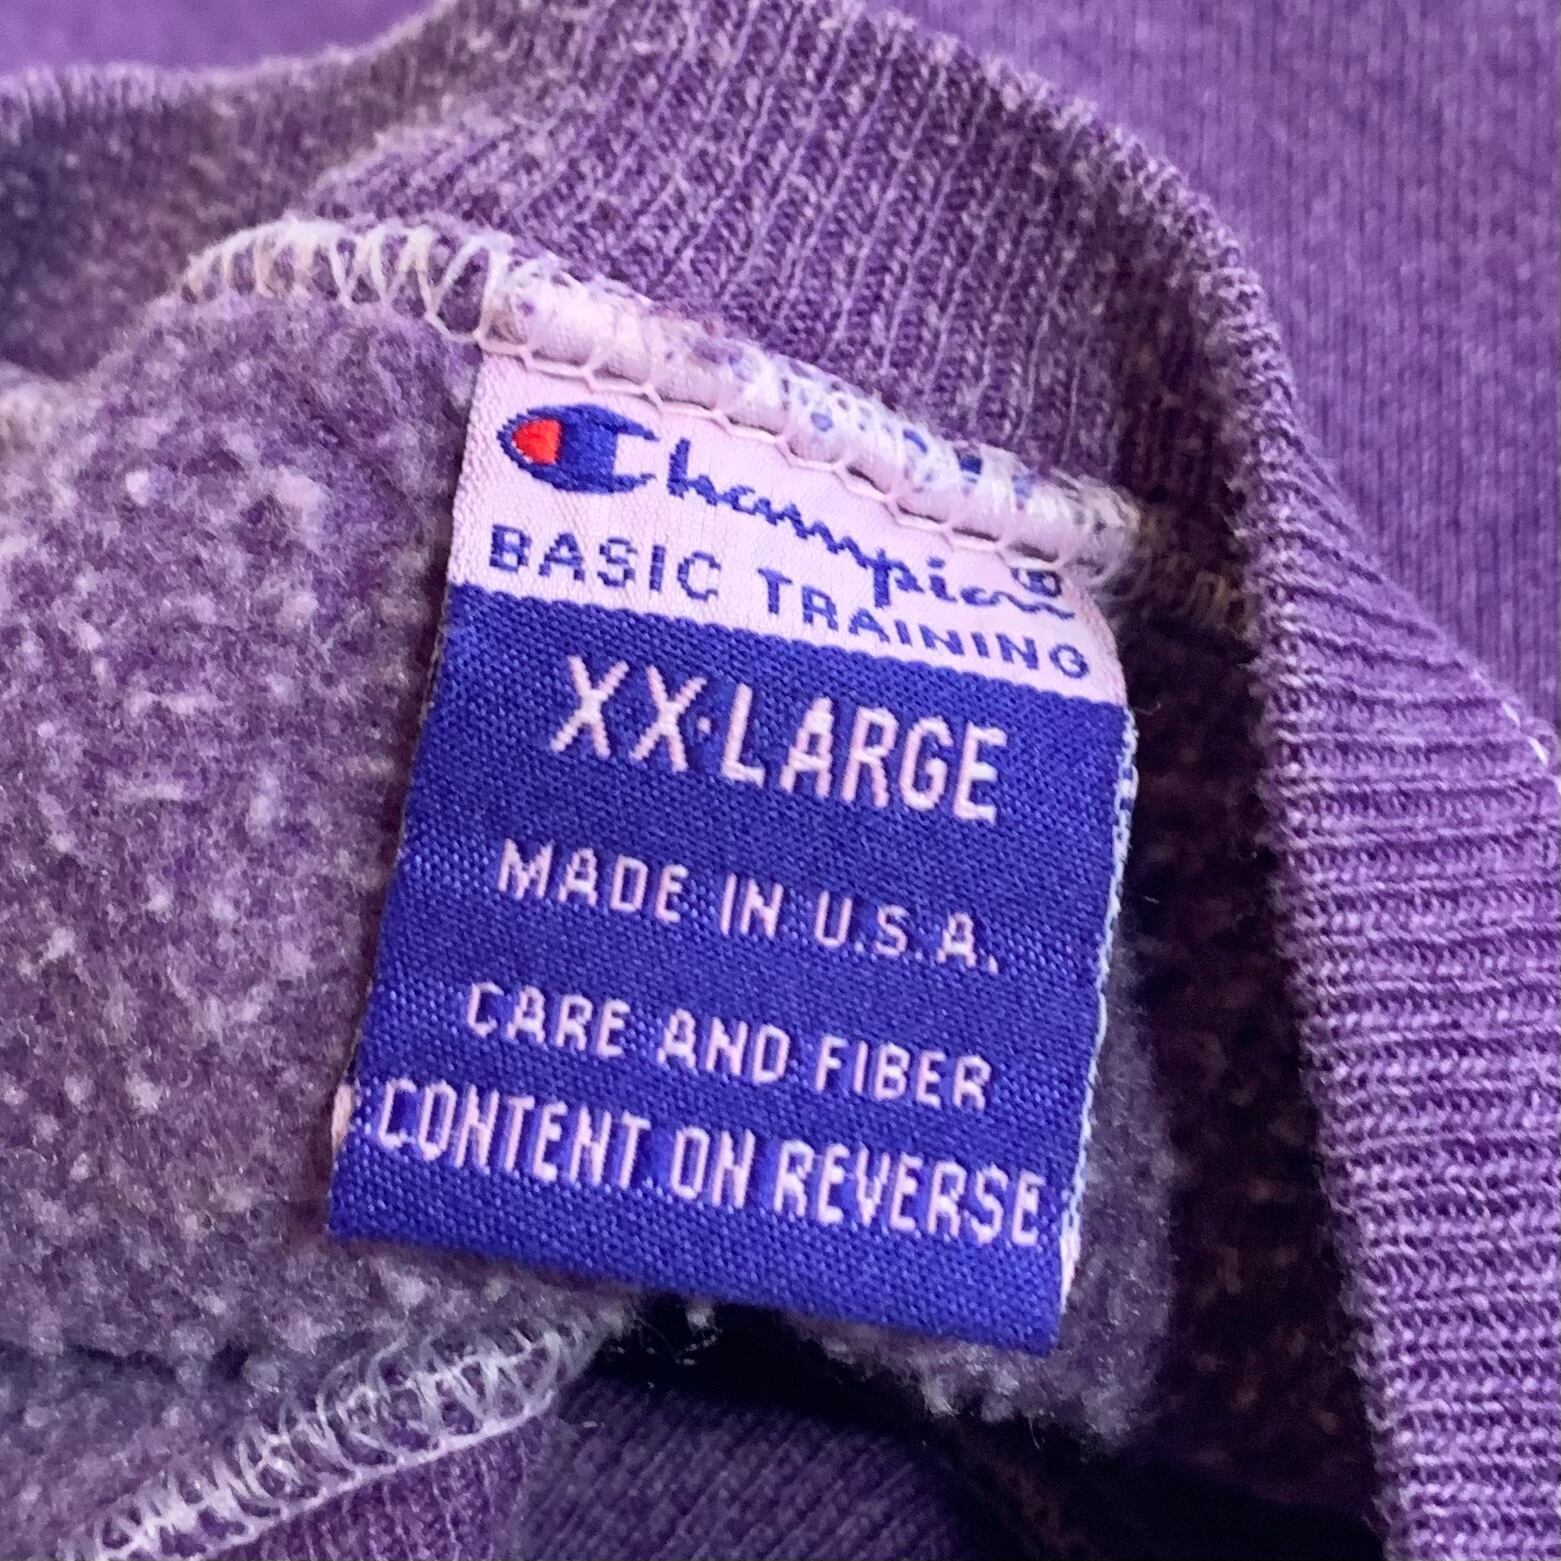 Champion®
BASIC TRAINING
XX-LARGE
MADE IN U.S.A.
CARE AND FIBER
CONTENT ON REVERSE